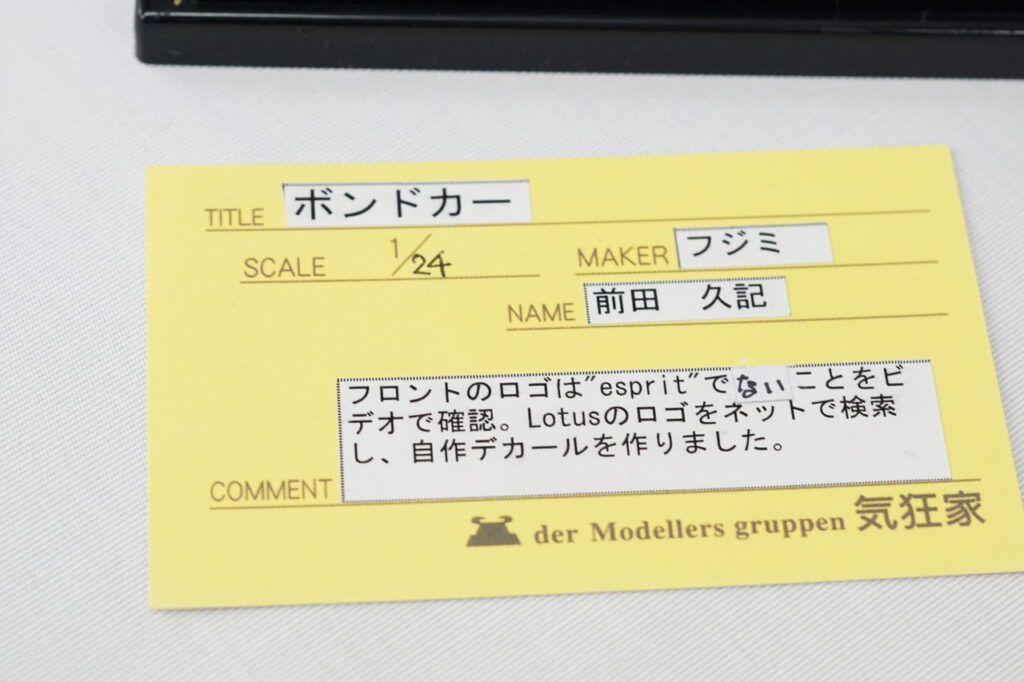 TITLE ボンドカー
SCALE 1/24
MAKER フジミ
NAME 前田 久記
フロントのロゴは"esprit"でないことをビ
デオで確認。Lotusのロゴをネットで検索
し、自作デカールを作りました。
COMMENT
der Modellers gruppen 気狂家